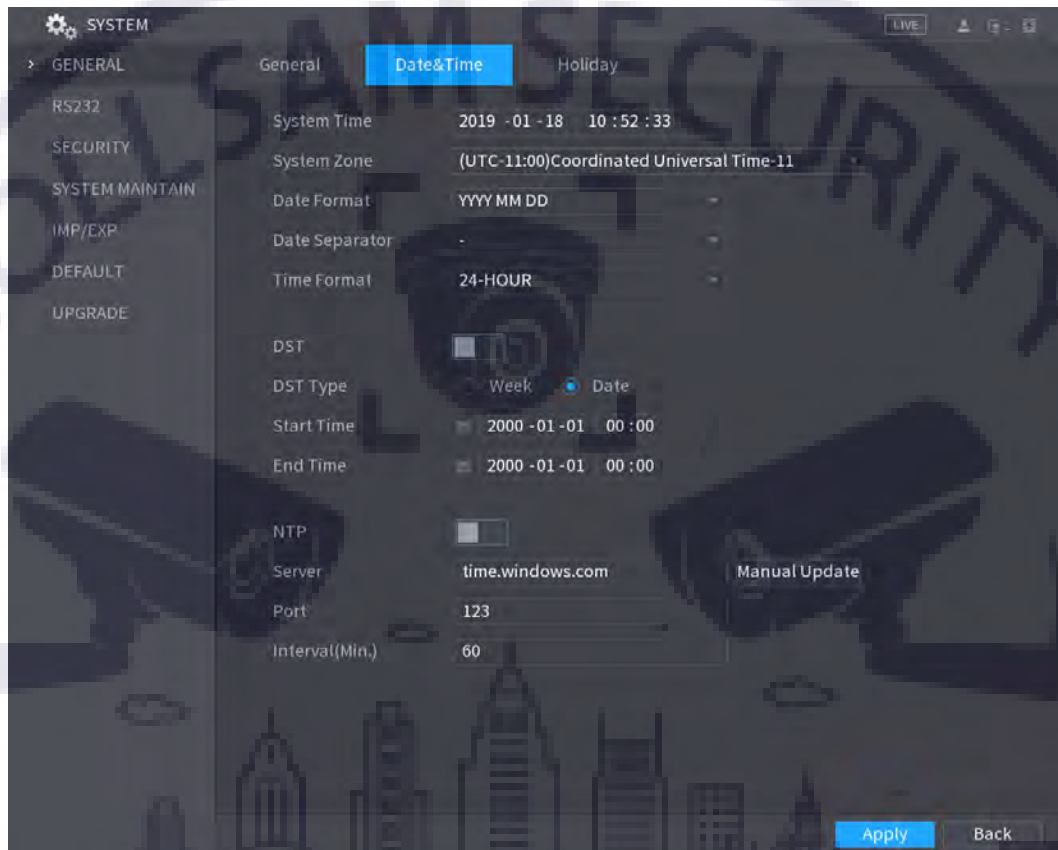 SYSTEM
LIVE
GENERAL
General Date&Time Holiday
RS232
System Time 2019 -01 -18 10 : 52 : 33
SECURITY
System Zone (UTC-11:00)Coordinated Universal Time-11
SYSTEM MAINTAIN
Date Format YYYY MM DD
IMP/EXP
Date Separator -
DEFAULT
Time Format 24-HOUR
UPGRADE
DST
DST Type Week Date
Start Time 2000 -01 -01 00 : 00
End Time 2000 -01 -01 00 : 00
NTP
Server time.windows.com Manual Update
Port 123
Interval(Min.) 60
Apply Back
SAM SECURITY